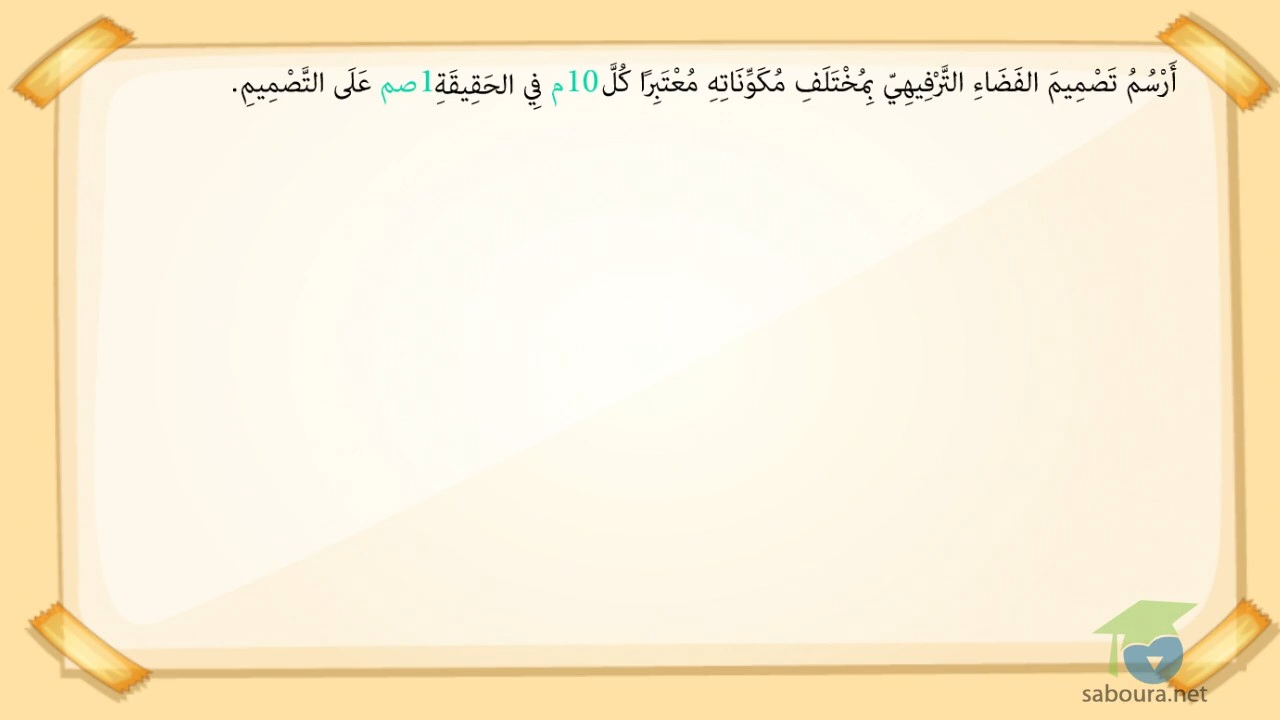 أَرْسُمُ تَصْمِيمَ الفَضَاءِ التَّرْفِيهِيّ بِمُخْتَلَفِ مُكَوِّنَاتِهِ مُعْتَبِرًا كُلَّ 10م فِي الحَقِيقَةِ 1صم عَلَى التَّصْمِيمِ.
saboura.net